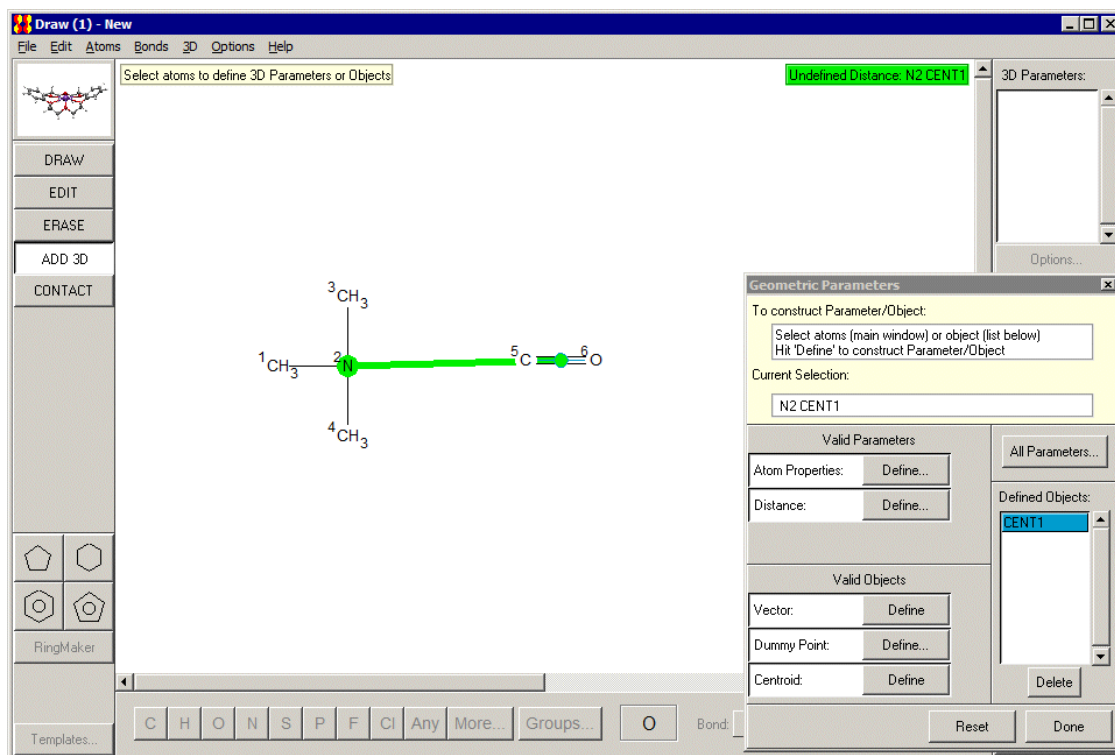 Draw (1) - New
File Edit Atoms Bonds 3D Options Help
Select atoms to define 3D Parameters or Objects
Undefined Distance: N2 CENT1
3D Parameters:
DRAW
EDIT
ERASE
ADD 3D
CONTACT
Options...
3CH3
1CH3
2N
5C
6O
4CH3
Geometric Parameters
To construct Parameter/Object:
Select atoms (main window) or object (list below)
Hit 'Define' to construct Parameter/Object
Current Selection:
N2 CENT1
Valid Parameters
All Parameters...
Atom Properties: Define...
Distance: Define...
Defined Objects:
CENT1
Valid Objects
Vector: Define
Dummy Point: Define...
Centroid: Define
Delete
Reset Done
RingMaker
Templates...
C H O N S P F Cl Any More... Groups... O Bond: